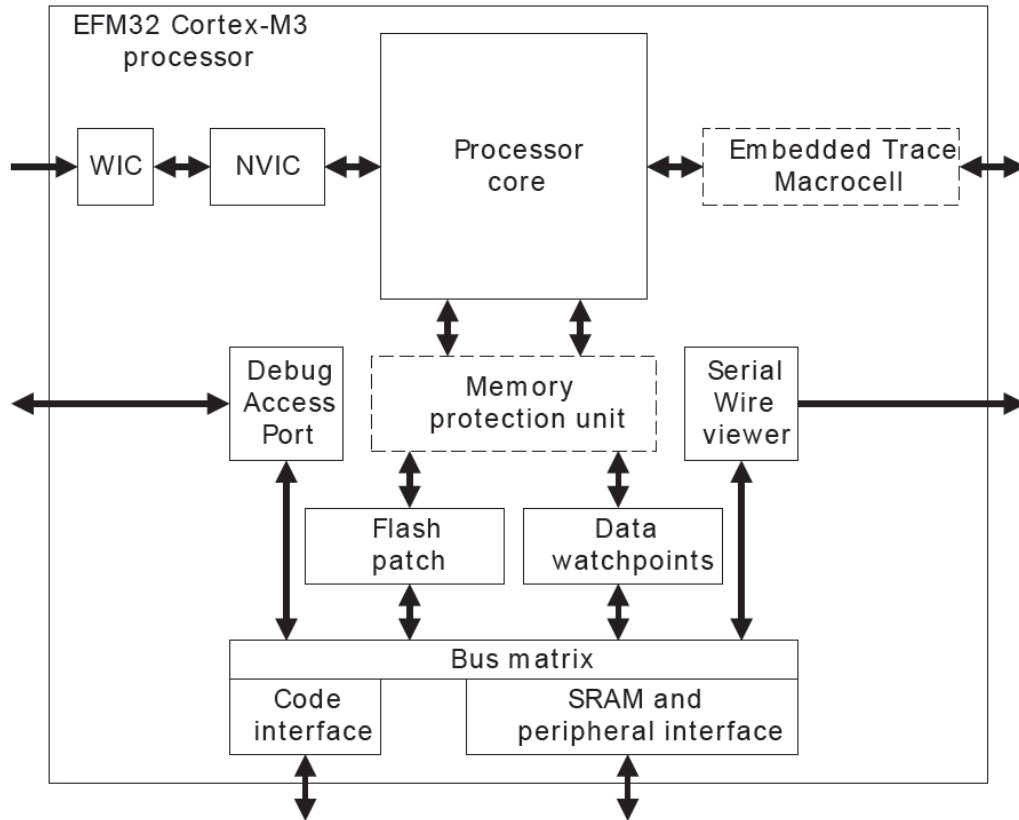 EFM32 Cortex-M3
processor
WIC
NVIC
Processor
core
Embedded Trace
Macrocell
Debug
Access
Port
Memory
protection unit
Serial
Wire
viewer
Flash
patch
Data
watchpoints
Bus matrix
Code
interface
SRAM and
peripheral interface